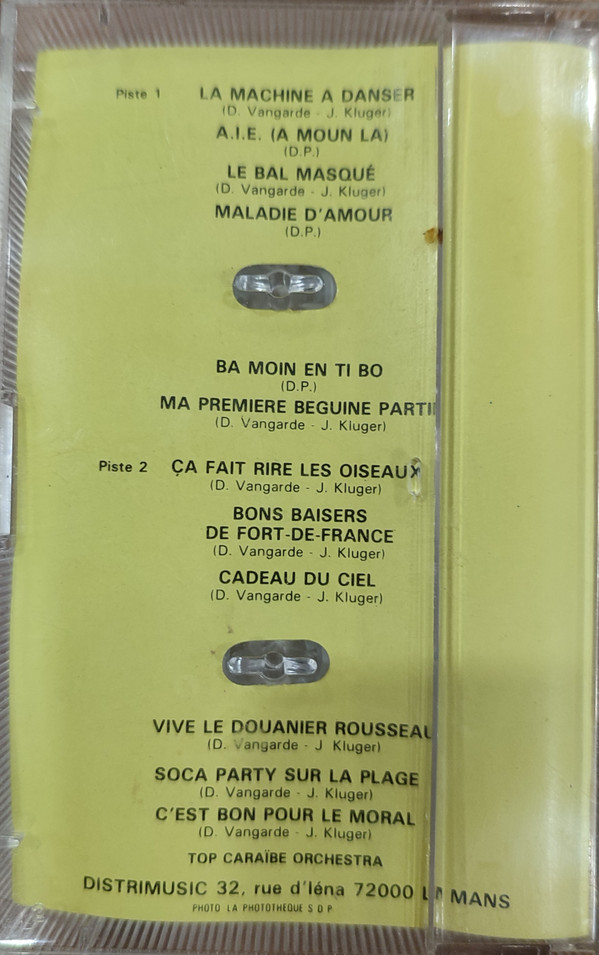 Piste 1 LA MACHINE A DANSER
(D. Vangarde - J. Kluger)
A.I.E. (A MOUN LA)
(D.P.)
LE BAL MASQUÉ
(D. Vangarde - J. Kluger)
MALADIE D'AMOUR
(D.P.)
BA MOIN EN TI BO
(D.P.)
MA PREMIERE BEGUINE PARTI
(D. Vangarde - J. Kluger)
Piste 2 ÇA FAIT RIRE LES OISEAUX
(D. Vangarde - J. Kluger)
BONS BAISERS
DE FORT-DE-FRANCE
(D. Vangarde - J. Kluger)
CADEAU DU CIEL
(D. Vangarde - J. Kluger)
VIVE LE DOUANIER ROUSSEAU
(D. Vangarde - J Kluger)
SOCA PARTY SUR LA PLAGE
(D. Vangarde - J. Kluger)
C'EST BON POUR LE MORAL
(D. Vangarde - J. Kluger)
TOP CARAÏBE ORCHESTRA
DISTRIMUSIC 32, rue d'Iéna 72000 LE MANS
PHOTO LA PHOTOTHEQUE S D P